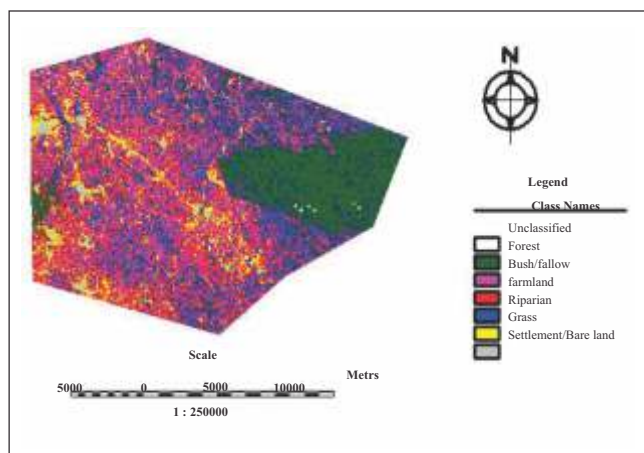 N
Legend
Class Names
Unclassified
Forest
Bush/fallow
farmland
Riparian
Grass
Settlement/Bare land
Scale
Metrs
5000 0 5000 10000
1 : 250000